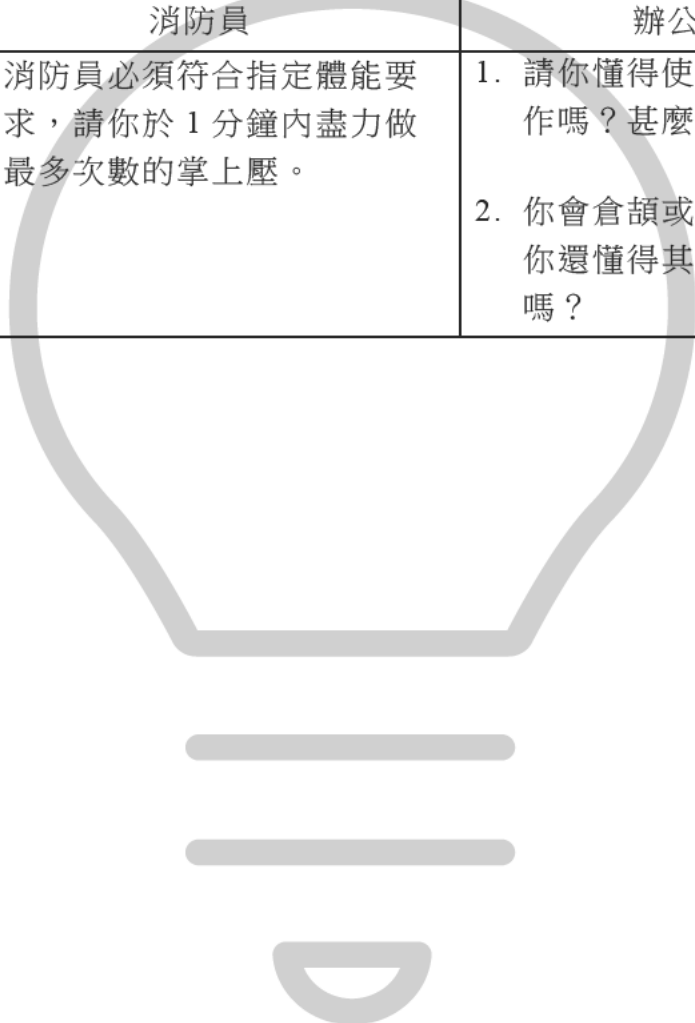 消防員
辦公
消防員必須符合指定體能要
求，請你於 1 分鐘內盡力做
最多次數的掌上壓。
1. 請你懂得使
作嗎？甚麼
2. 你會倉頡或
你還懂得其
嗎？